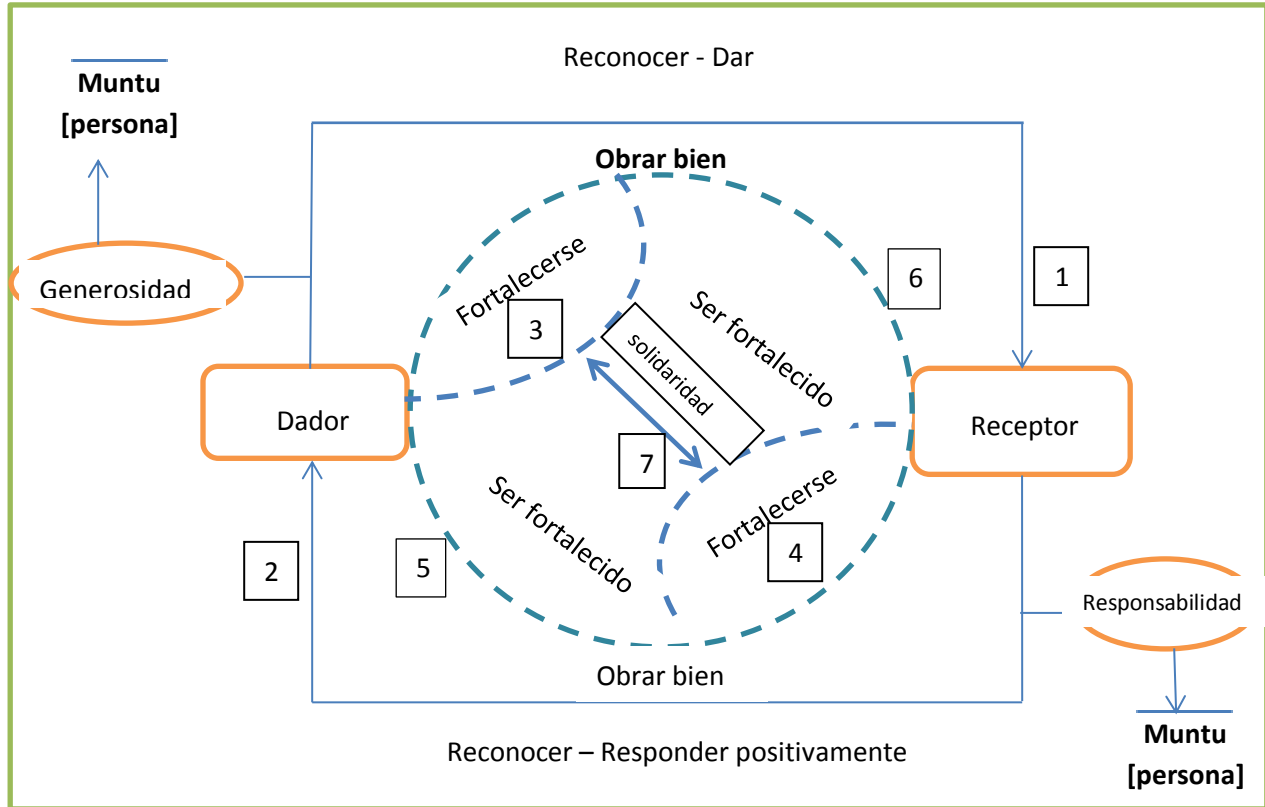 Reconocer - Dar
Muntu
[persona]
Obrar bien
Generosidad
Fortalecerse
3
6
1
Ser fortalecido
solidaridad
Dador
Receptor
7
Ser fortalecido
Fortalecerse
4
2
5
Responsabilidad
Obrar bien
Reconocer – Responder positivamente
Muntu
[persona]